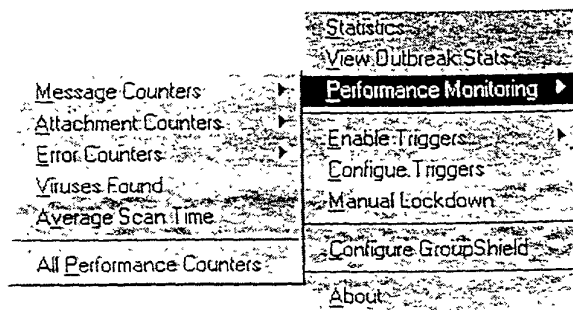 Statistics
View Outbreak Stats
Performance Monitoring
Enable Triggers
Configue Triggers
Manual Lockdown
Configure GroupShield
About
Message Counters
Attachment Counters
Error Counters
Viruses Found
Average Scan Time
All Performance Counters